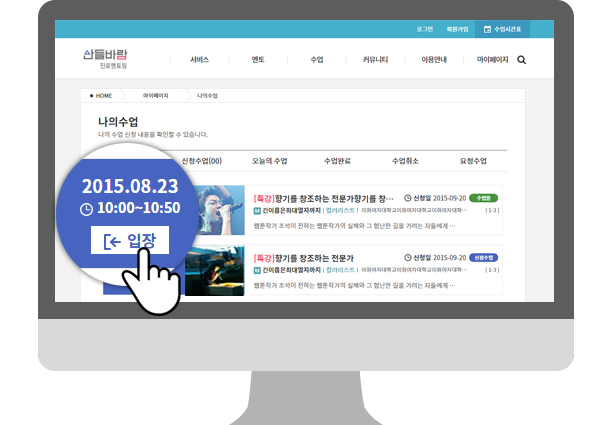 로그인 회원가입 수업시간표
산들바람
진로멘토링
서비스 멘토 수업 커뮤니티 이용안내 마이페이지
HOME 마이페이지 나의수업
나의수업
나의 수업 신청 내용을 확인할 수 있습니다.
신청수업(00) 오늘의 수업 수업완료 수업취소 요청수업
2015.08.23
10:00~10:50
입장
[특강]향기를 창조하는 전문가향기를 창··· 신청일 2015-09-20 수업중
M 긴이름은최대열자까지 | 컬러리스트 | 이화여자대학교이화여자대학교이화여자대학··· (3-3)
웹툰작가 조석이 전하는 웹툰작가의 실체와 그 험난한 길을 가려는 자들에게 ···
[특강]향기를 창조하는 전문가 신청일 2015-09-20 신청수업
M 긴이름은최대열자까지 | 컬러리스트 | 이화여자대학교이화여자대학교이화여자대학···
웹툰작가 조석이 전하는 웹툰작가의 실체와 그 험난한 길을 가려는 자들에게 ···